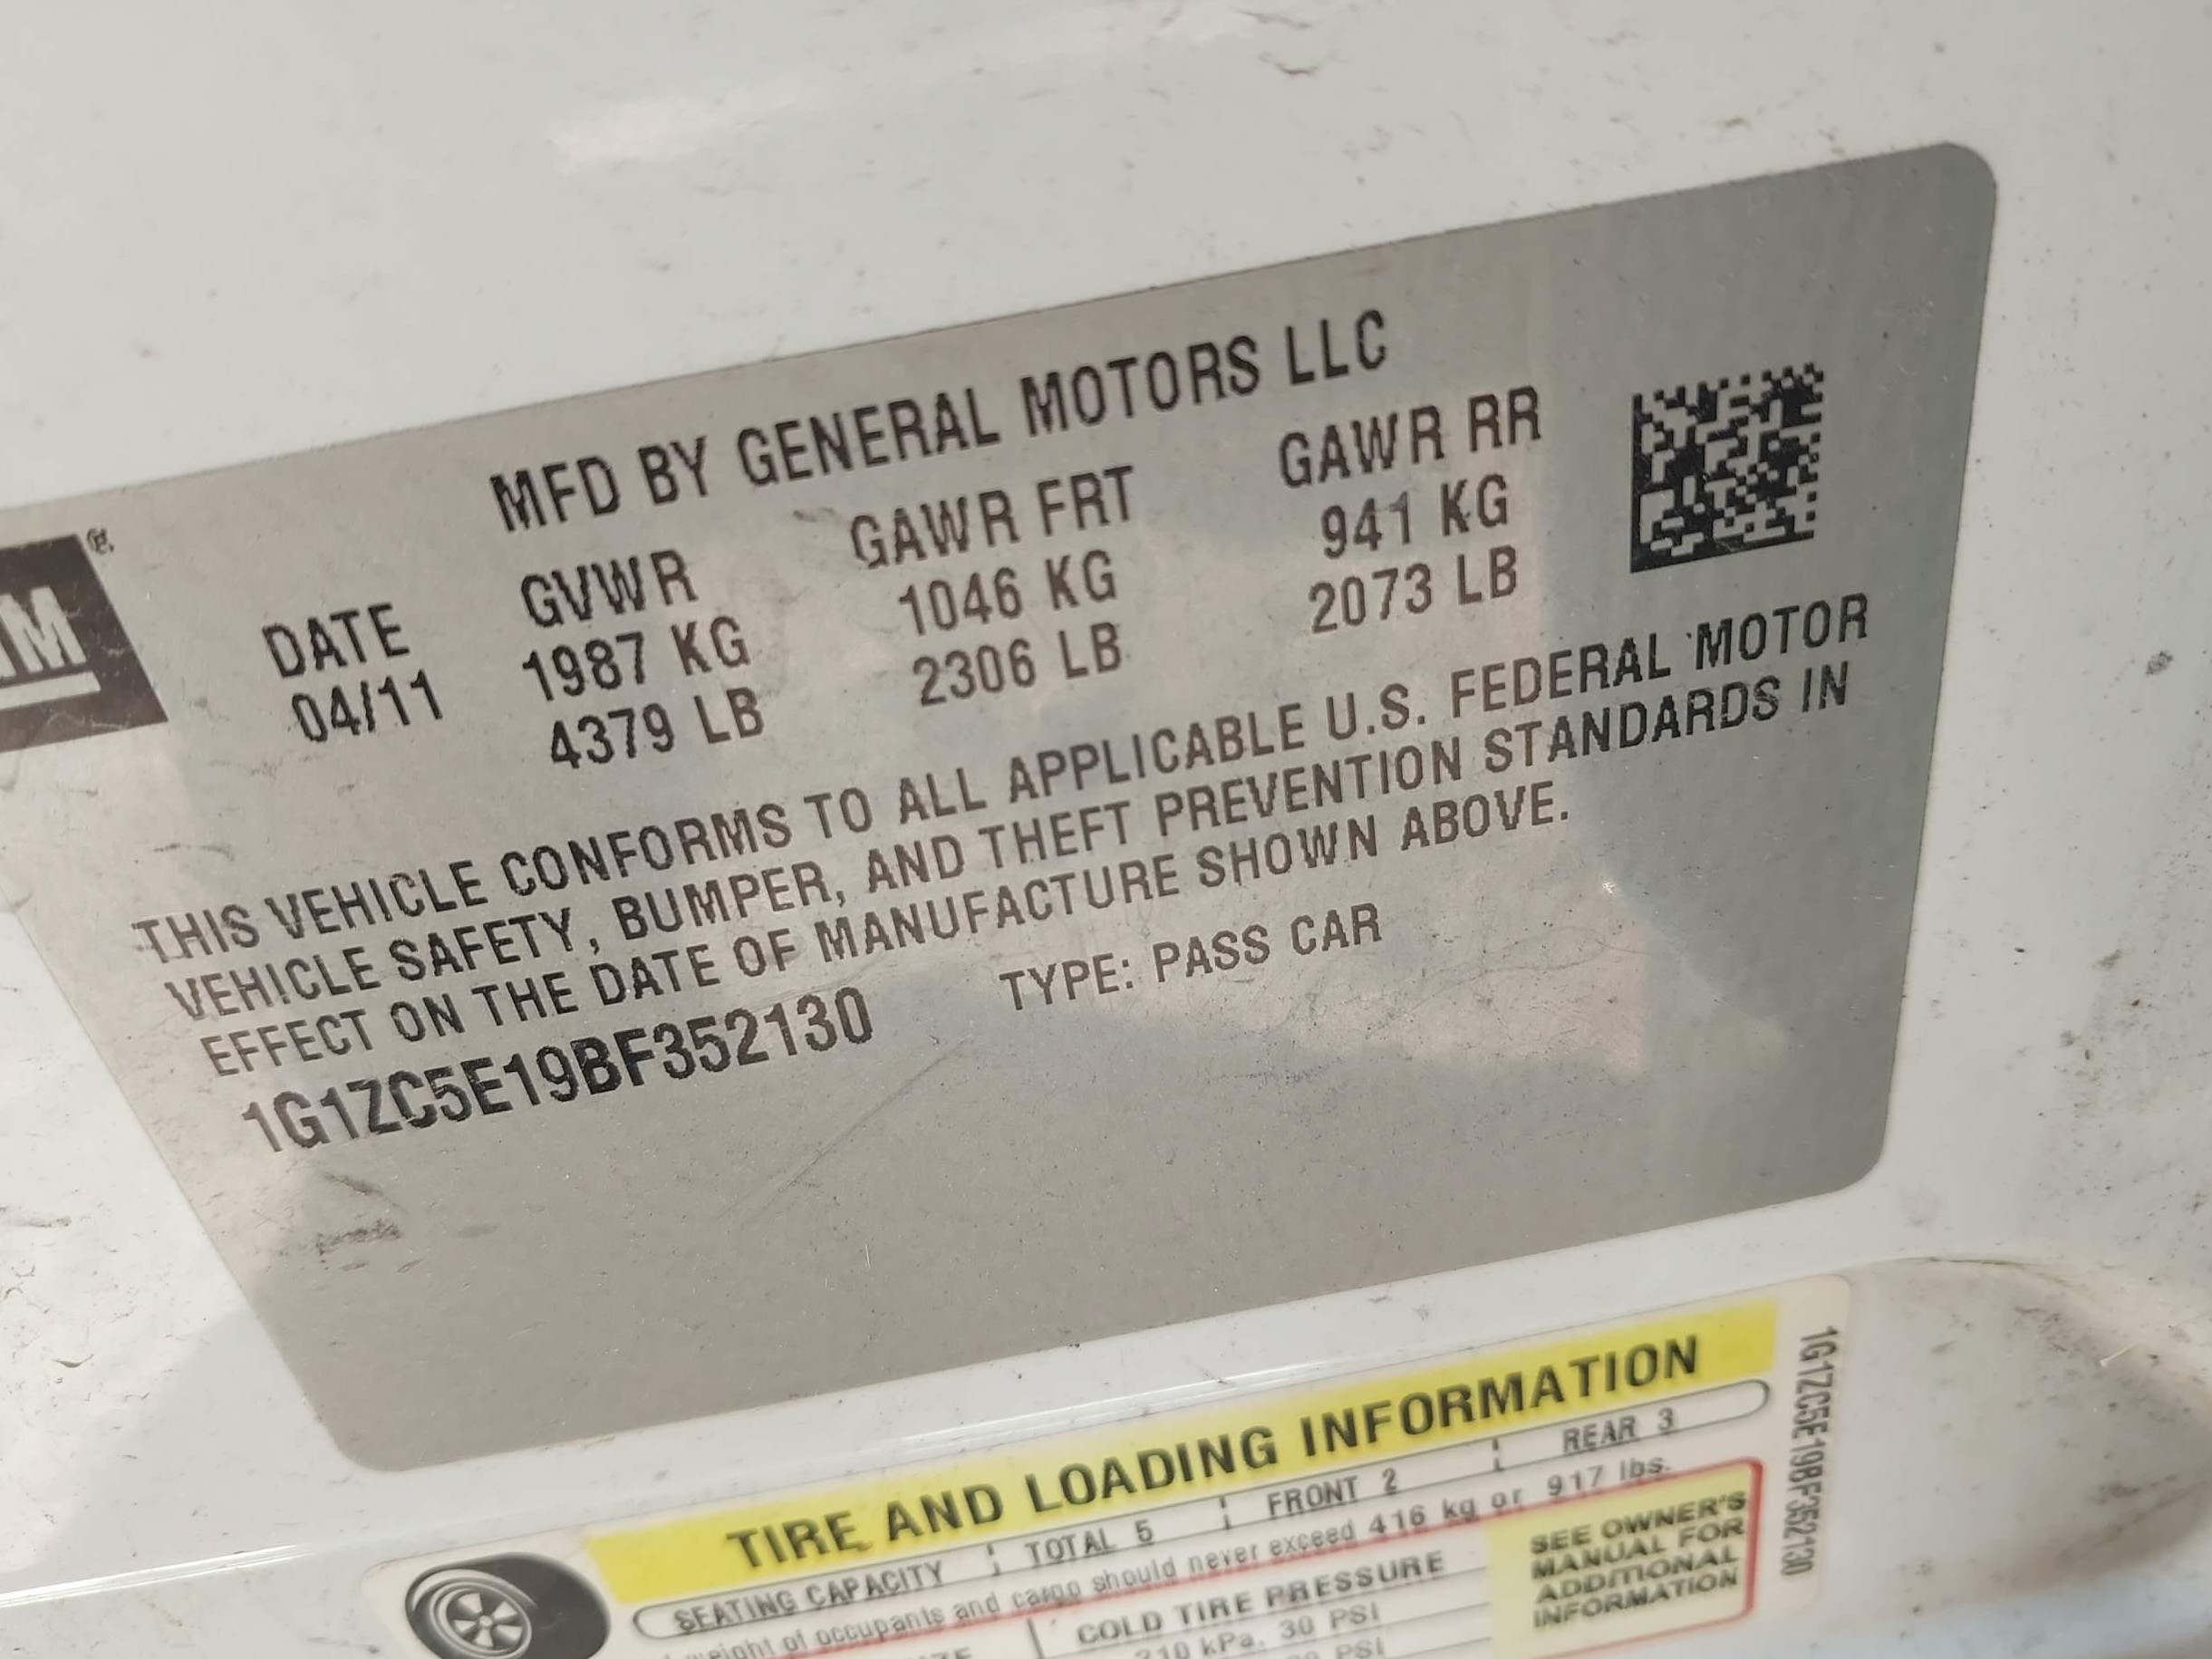 MFD BY GENERAL MOTORS LLC
DATE GVWR GAWR FRT GAWR RR
04/11 1987 KG 1046 KG 941 KG
4379 LB 2306 LB 2073 LB
THIS VEHICLE CONFORMS TO ALL APPLICABLE U.S. FEDERAL MOTOR
VEHICLE SAFETY, BUMPER, AND THEFT PREVENTION STANDARDS IN
EFFECT ON THE DATE OF MANUFACTURE SHOWN ABOVE.
1G1ZC5E19BF352130 TYPE: PASS CAR
TIRE AND LOADING INFORMATION
SEATING CAPACITY TOTAL 5 FRONT 2 REAR 3
weight of occupants and cargo should never exceed 416 kg or 917 lbs.
COLD TIRE PRESSURE
210 kPa, 30 PSI
PSI
SEE OWNER'S
MANUAL FOR
ADDITIONAL
INFORMATION
1G1ZC5E19BF352130